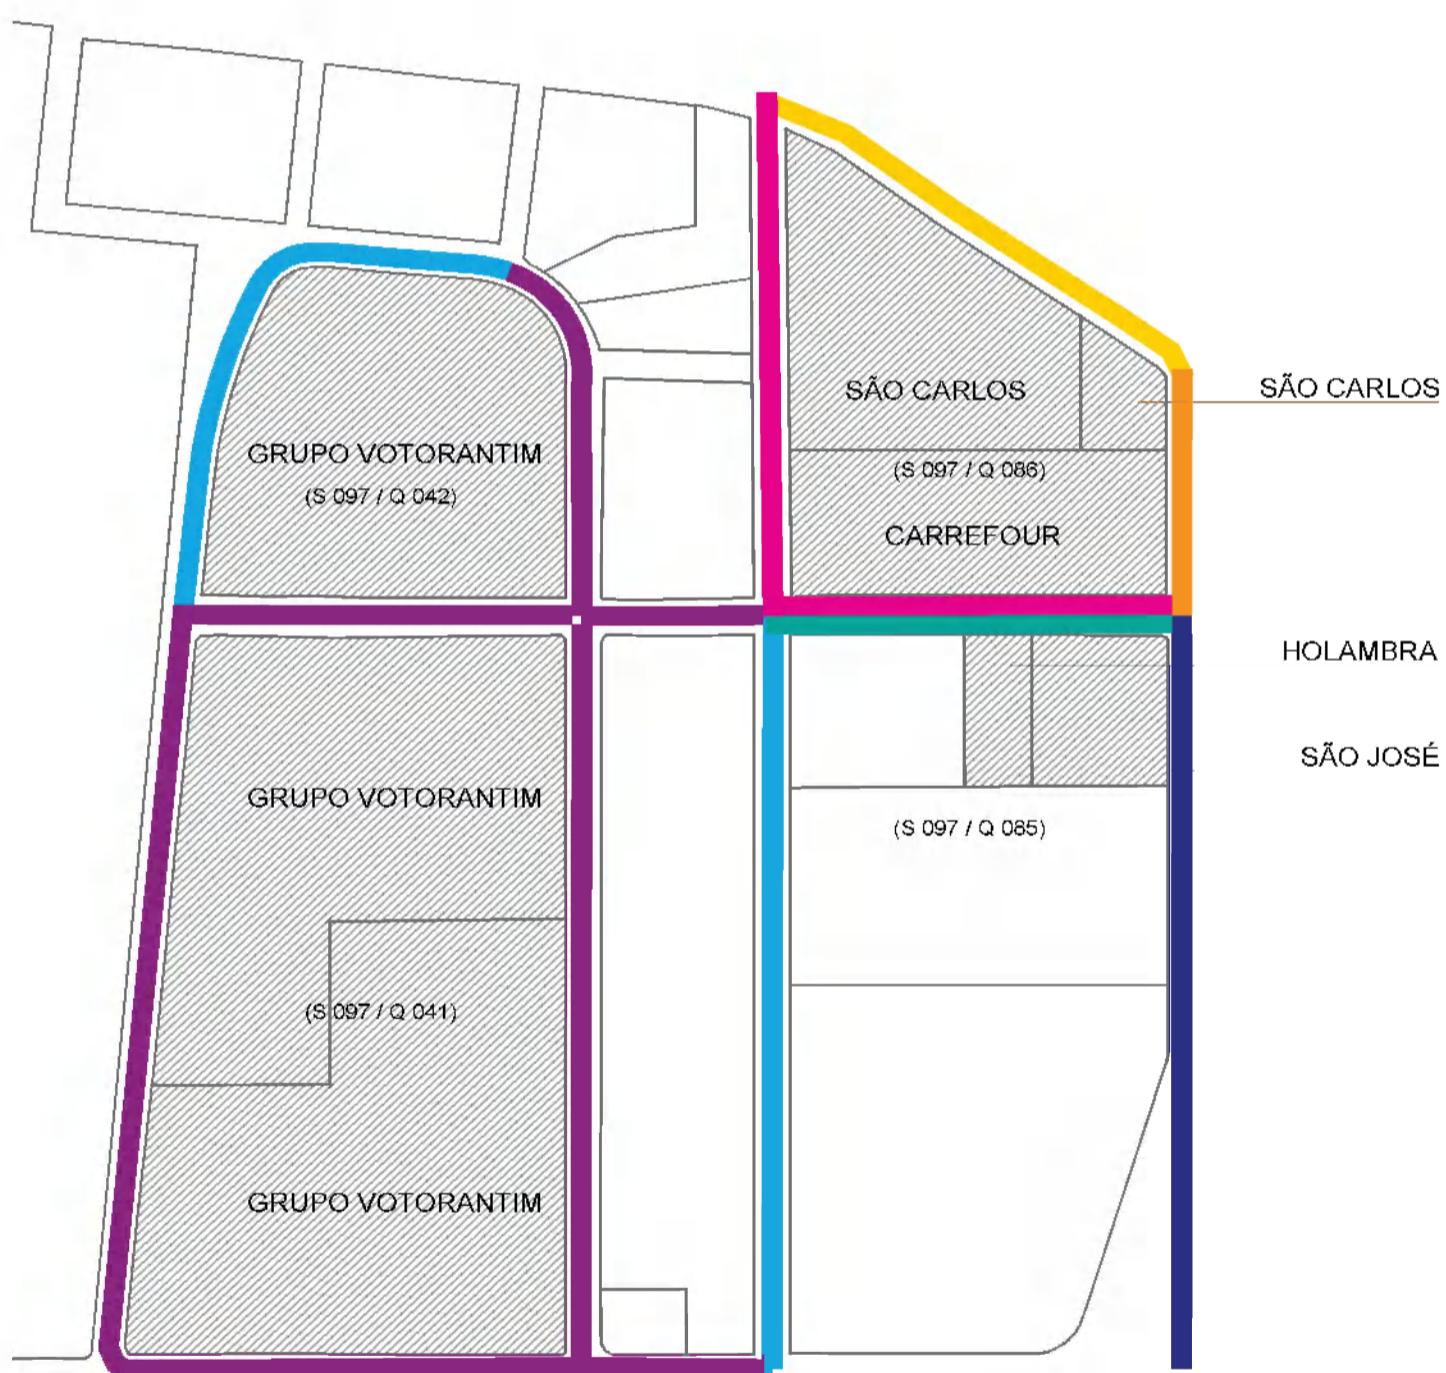 SÃO CARLOS
SÃO CARLOS
GRUPO VOTORANTIM
(S 097 / Q 042)
(S 097 / Q 086)
CARREFOUR
HOLAMBRA
SÃO JOSÉ
GRUPO VOTORANTIM
(S 097 / Q 085)
(S 097 / Q 041)
GRUPO VOTORANTIM